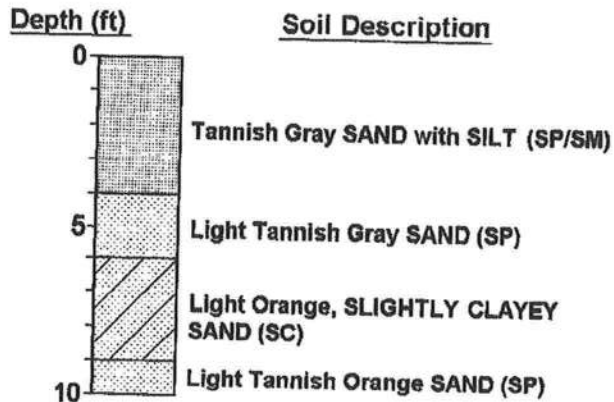 Depth (ft) Soil Description
0
Tannish Gray SAND with SILT (SP/SM)
5
Light Tannish Gray SAND (SP)
Light Orange, SLIGHTLY CLAYEY
SAND (SC)
Light Tannish Orange SAND (SP)
10